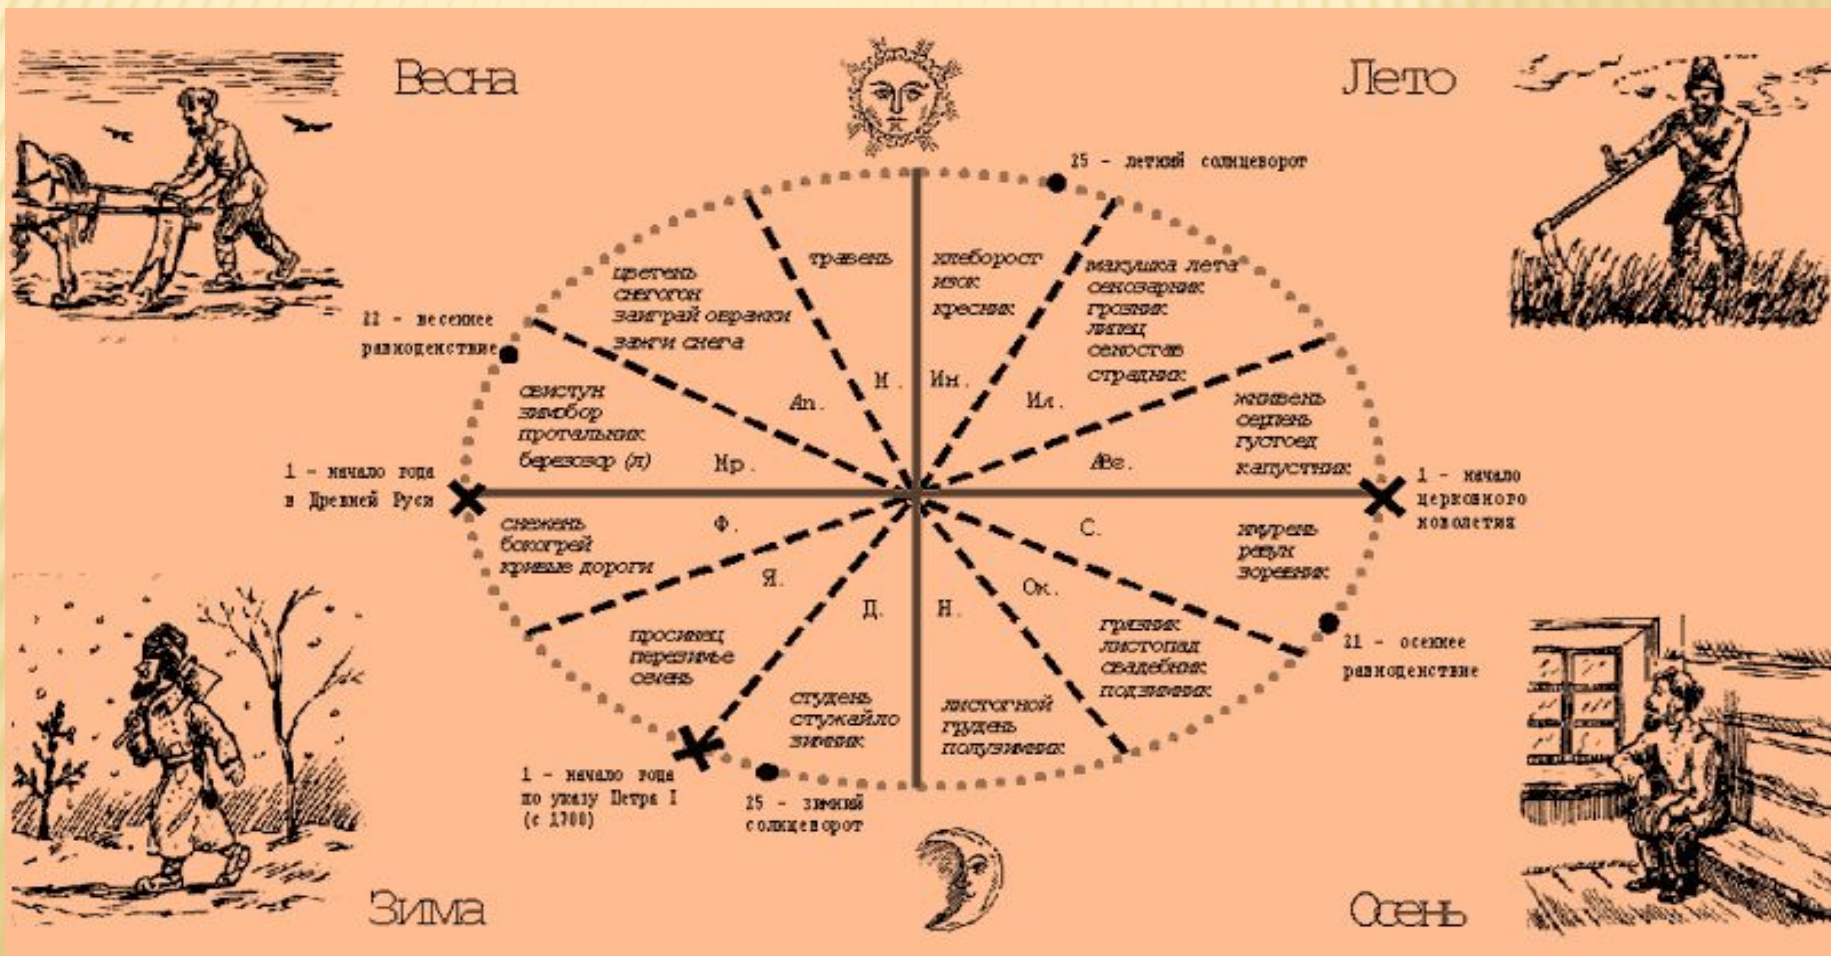 Весна
Лето
25 - летний солнцеворот
травень
хлеборост
изок
кресник
цветень
снегогон
заиграй овражки
зажги снега
макушка лета
сенозарник
грозник
липец
сеностав
страдник
22 - весеннее
равноденствие
М.
Ин.
Ап.
Ил.
свистун
зимобор
протальник
березозор (л)
жнивень
серпень
густоед
капустник
Мр.
Авг.
1 - начало года
в Древней Руси
1 - начало
церковного
новолетия
снежень
бокогрей
кривые дороги
Ф.
С.
хмурень
ревун
зоревник
Я.
Ок.
Д.
Н.
просинец
перезимье
сечень
грязник
листопад
свадебник
подзимник
21 - осеннее
равноденствие
студень
стужайло
зимник
листогной
грудень
полузимник
1 - начало года
по указу Петра I
(с 1700)
25 - зимний
солнцеворот
Зима
Осень